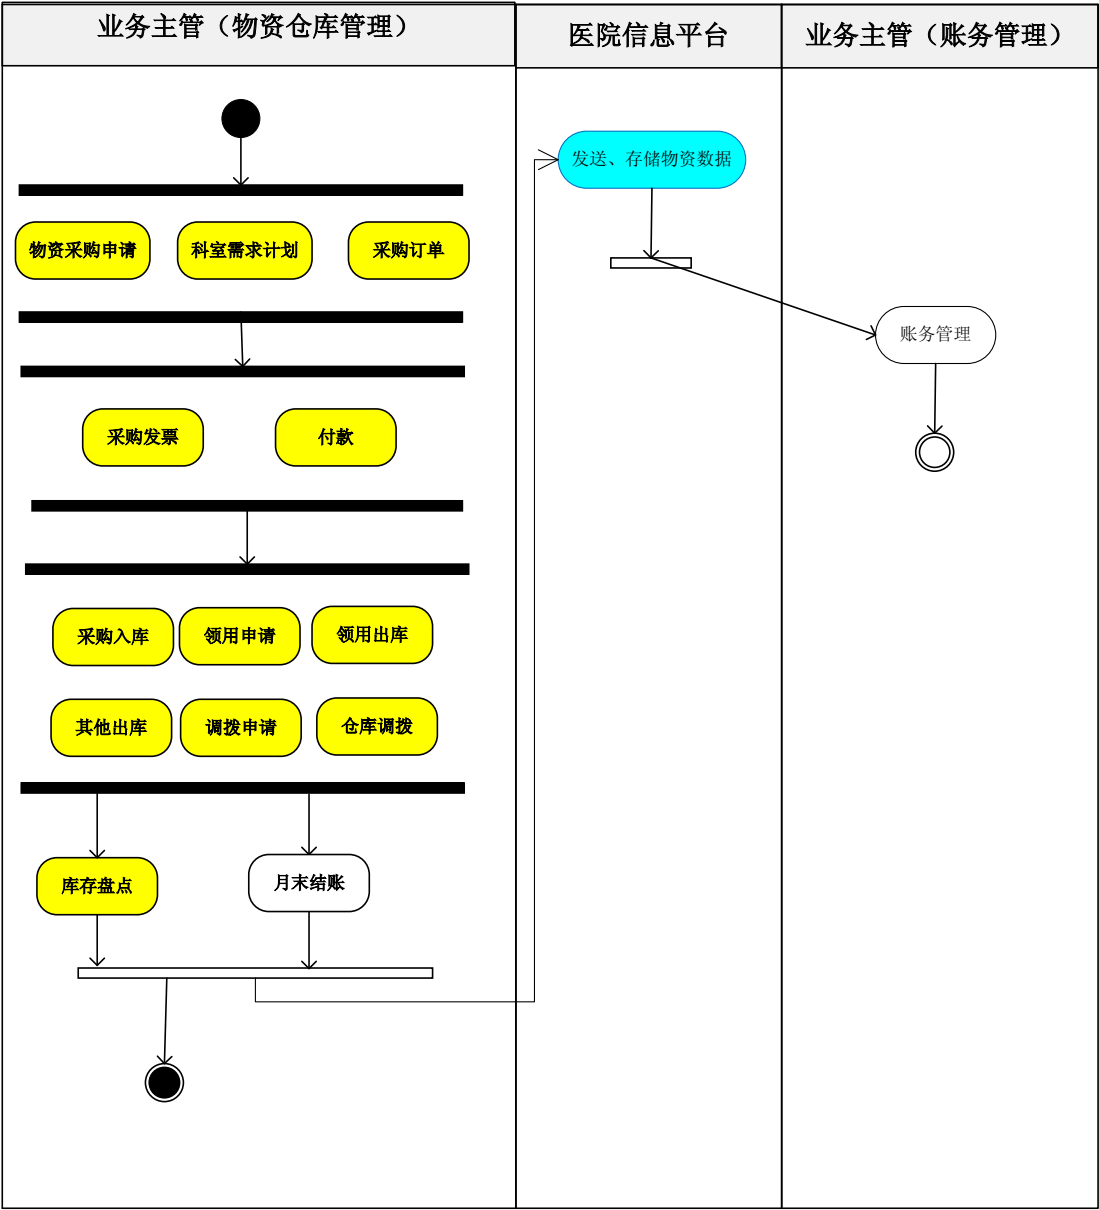 业务主管（物资仓库管理）
医院信息平台
业务主管（账务管理）
发送、存储物资数据
物资采购申请
科室需求计划
采购订单
账务管理
采购发票
付款
采购入库
领用申请
领用出库
其他出库
调拨申请
仓库调拨
库存盘点
月末结账